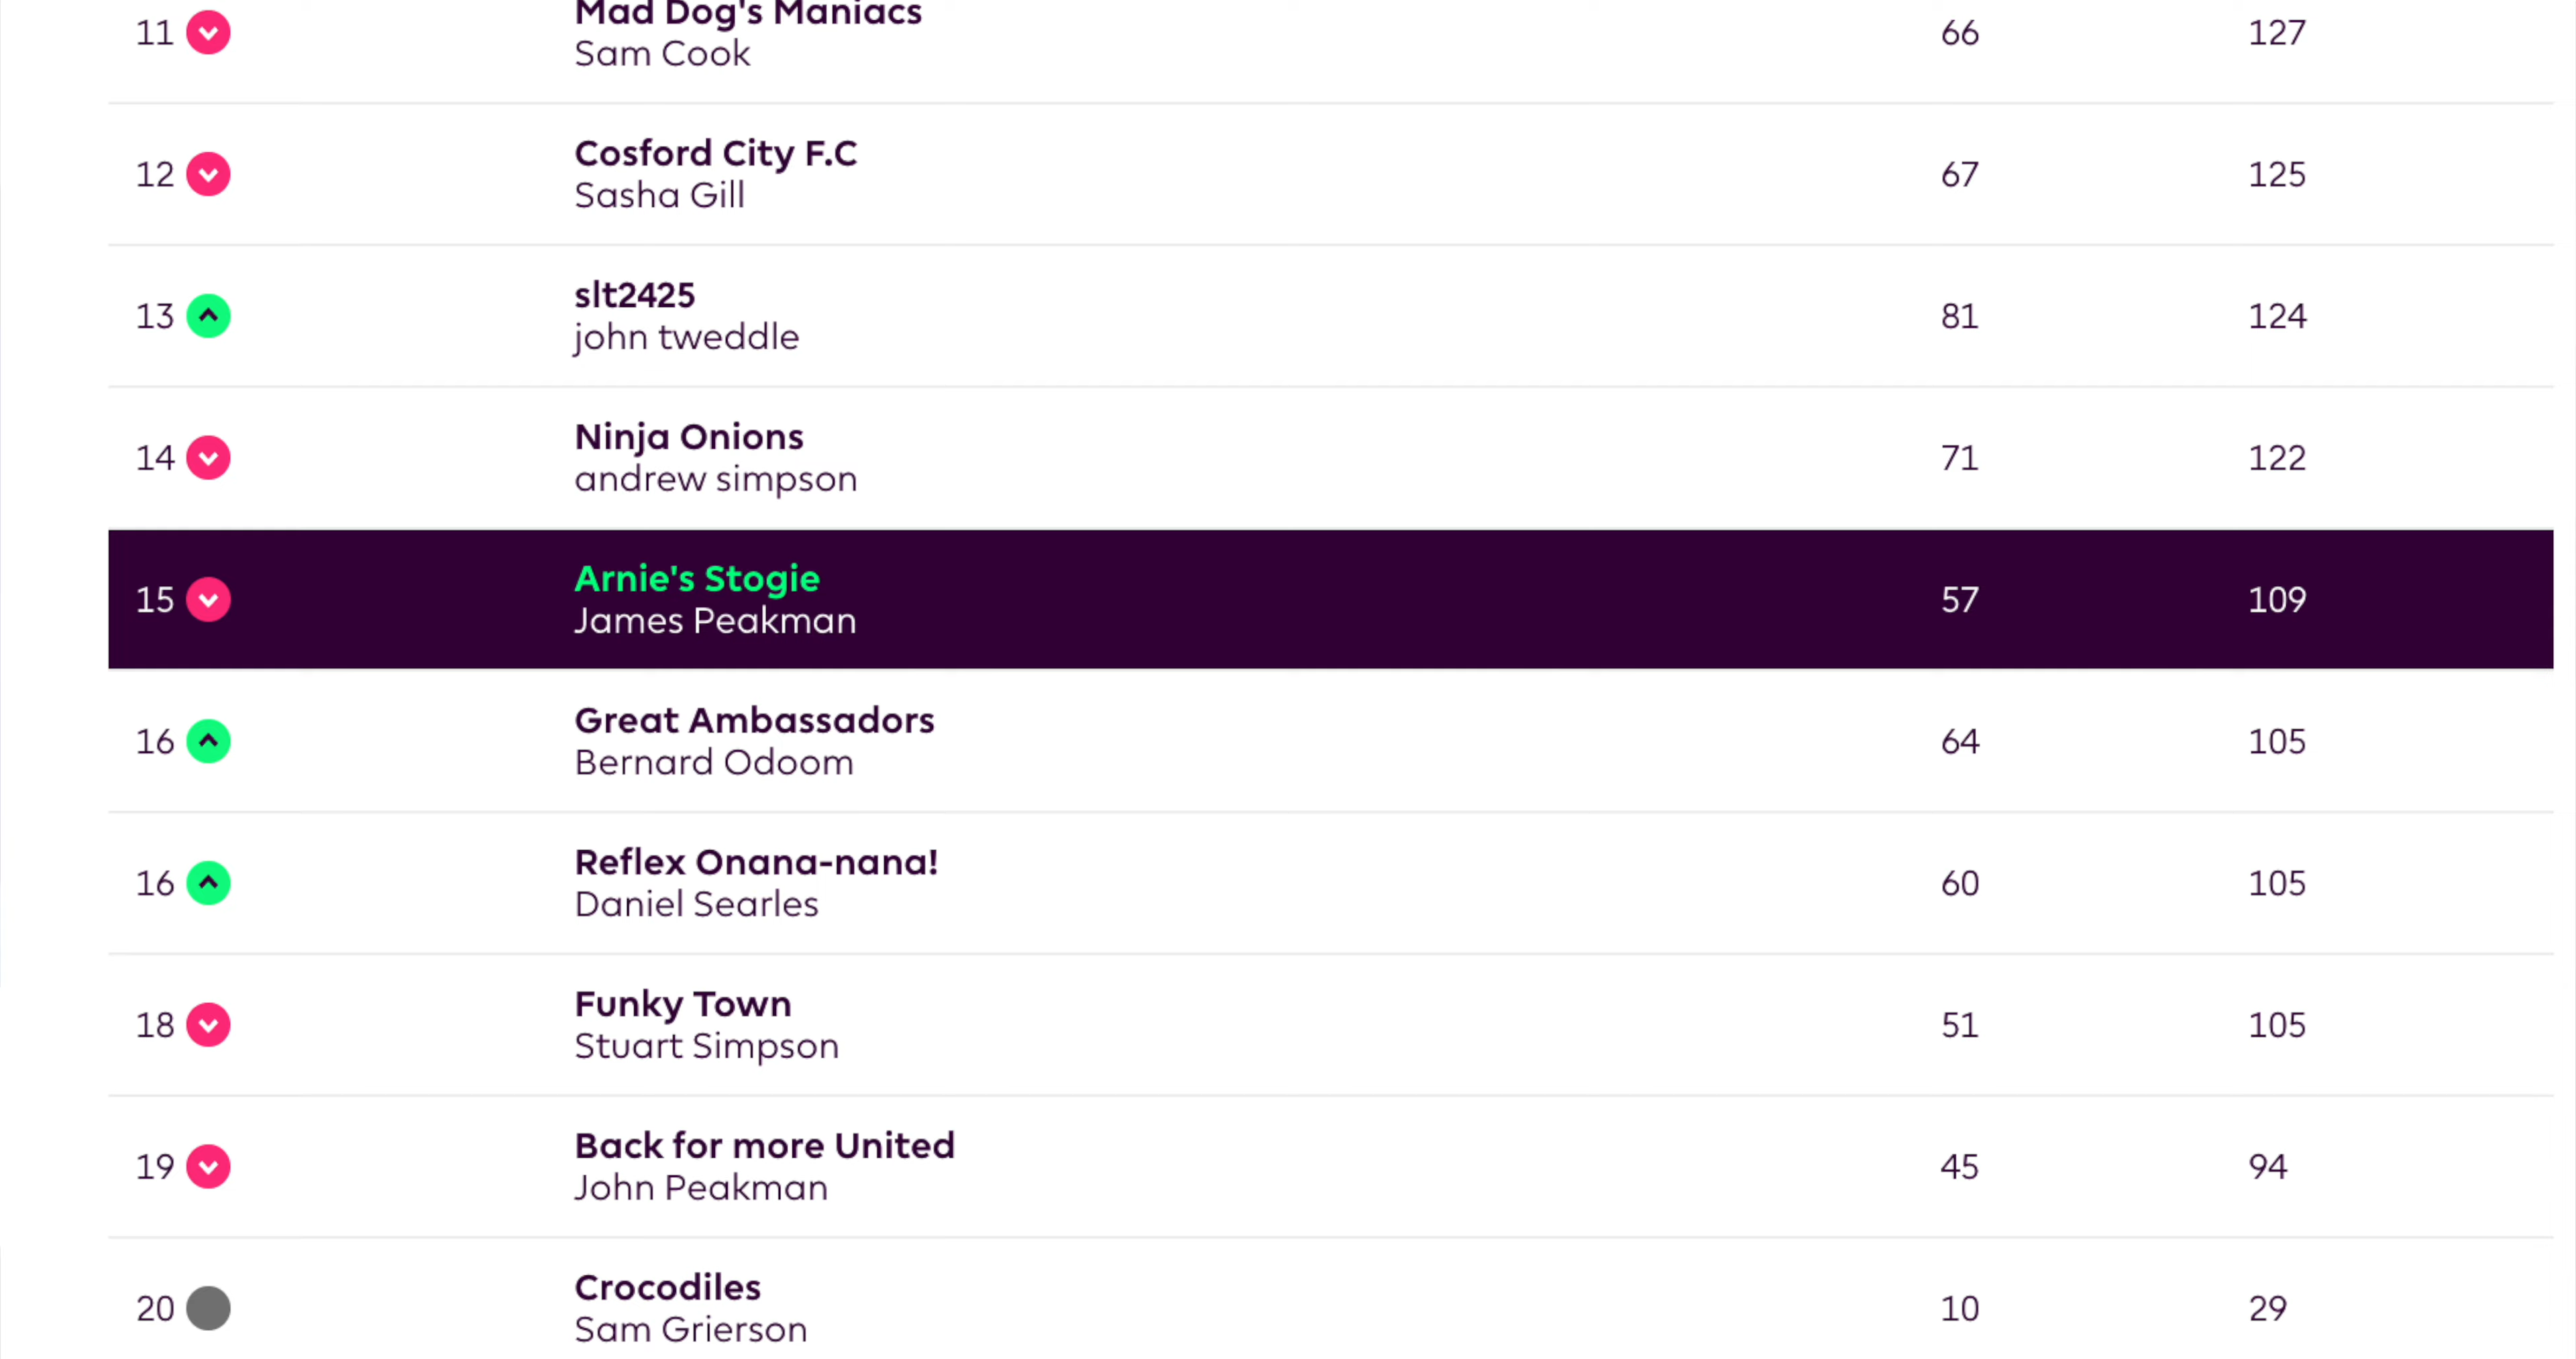 11 Mad Dog's Maniacs 66 127
Sam Cook
12 Cosford City F.C 67 125
Sasha Gill
13 slt2425 81 124
john tweddle
14 Ninja Onions 71 122
andrew simpson
15 Arnie's Stogie 57 109
James Peakman
16 Great Ambassadors 64 105
Bernard Odoom
16 Reflex Onana-nana! 60 105
Daniel Searles
18 Funky Town 51 105
Stuart Simpson
19 Back for more United 45 94
John Peakman
20 Crocodiles 10 29
Sam Grierson